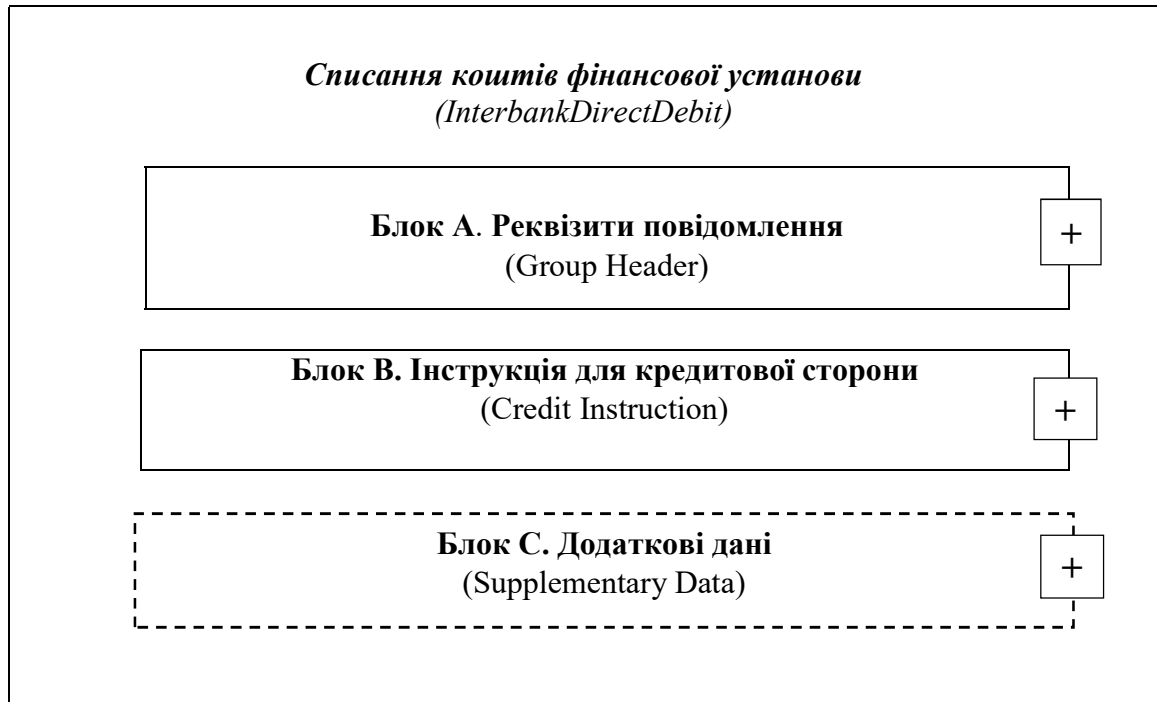 Списання коштів фінансової установи
(InterbankDirectDebit)
Блок А. Реквізити повідомлення
(Group Header)
+
Блок В. Інструкція для кредитової сторони
(Credit Instruction)
+
Блок С. Додаткові дані
(Supplementary Data)
+